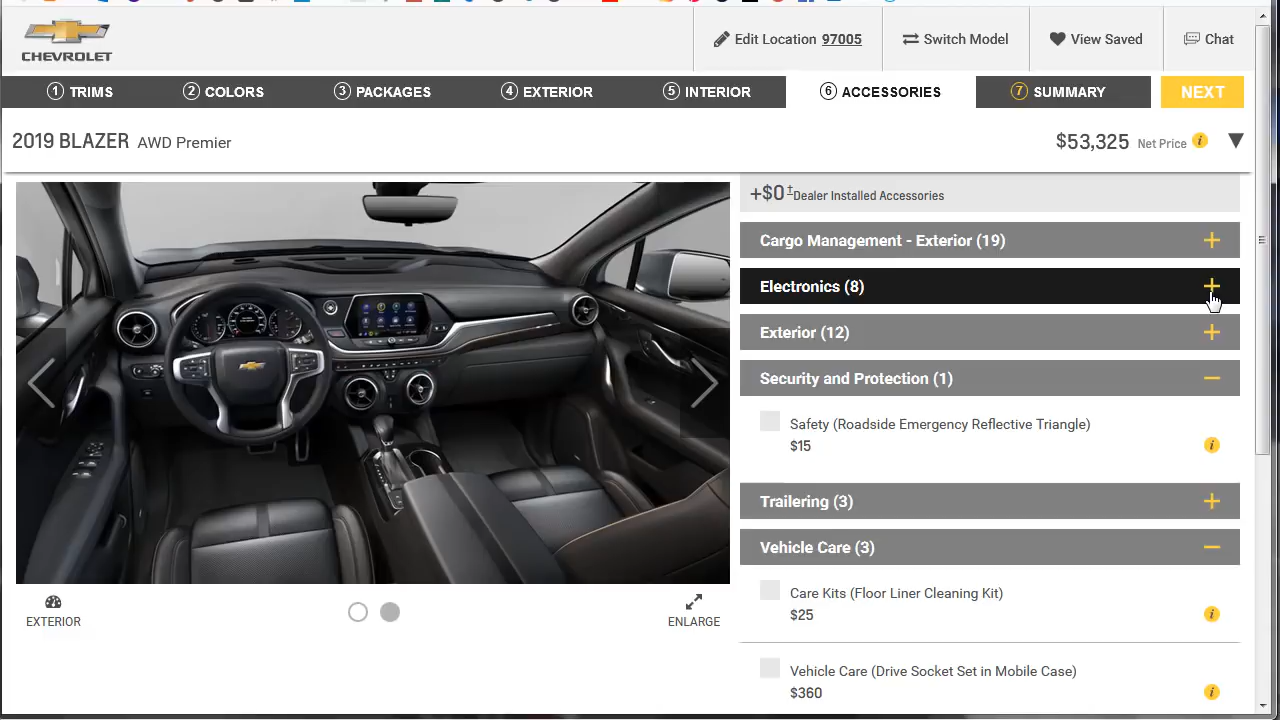 CHEVROLET
Edit Location 97005
Switch Model
View Saved
Chat
1 TRIMS
2 COLORS
3 PACKAGES
4 EXTERIOR
5 INTERIOR
6 ACCESSORIES
7 SUMMARY
NEXT
2019 BLAZER AWD Premier
$53,325 Net Price i
+$0‡Dealer Installed Accessories
Cargo Management - Exterior (19)
Electronics (8)
Exterior (12)
Security and Protection (1)
Safety (Roadside Emergency Reflective Triangle)
$15
Trailering (3)
Vehicle Care (3)
Care Kits (Floor Liner Cleaning Kit)
$25
Vehicle Care (Drive Socket Set in Mobile Case)
$360
EXTERIOR
ENLARGE